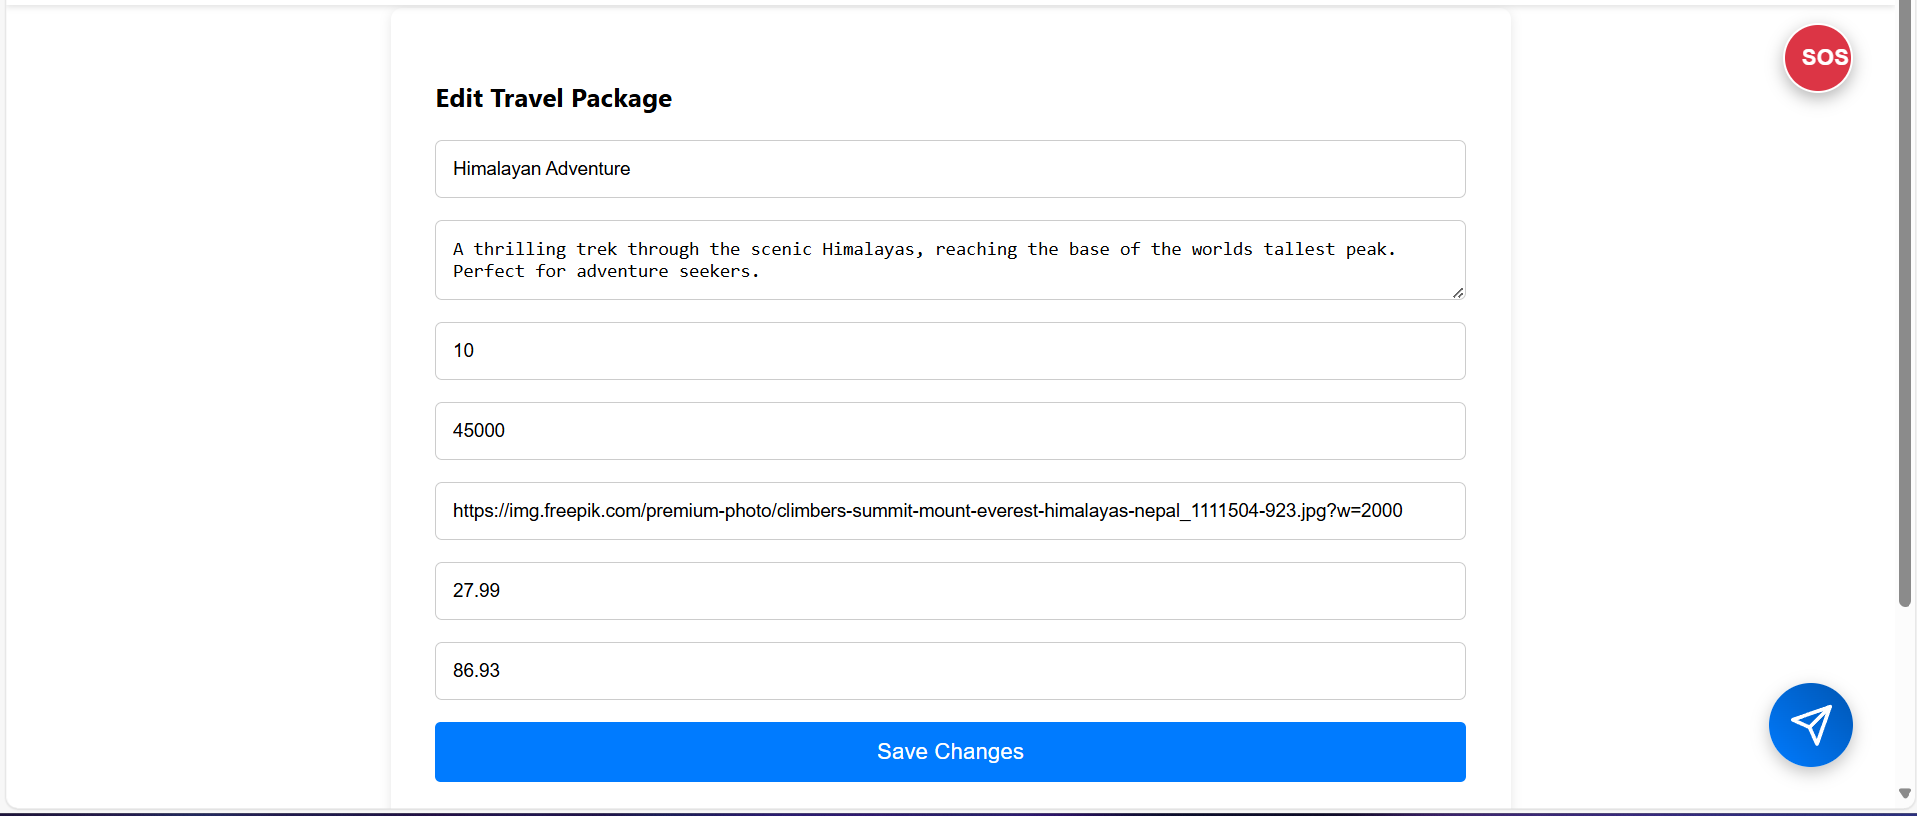 SOS
Edit Travel Package
Himalayan Adventure
A thrilling trek through the scenic Himalayas, reaching the base of the worlds tallest peak.
Perfect for adventure seekers.
10
45000
https://img.freepik.com/premium-photo/climbers-summit-mount-everest-himalayas-nepal_1111504-923.jpg?w=2000
27.99
86.93
Save Changes